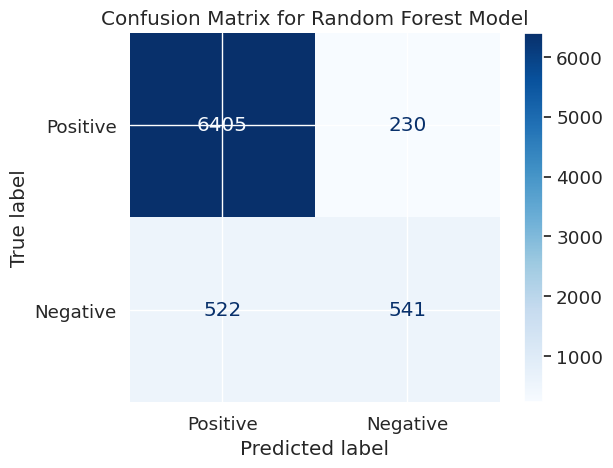 Confusion Matrix for Random Forest Model
True label
Positive
6405
230
Negative
522
541
Positive
Negative
Predicted label
6000
5000
4000
3000
2000
1000